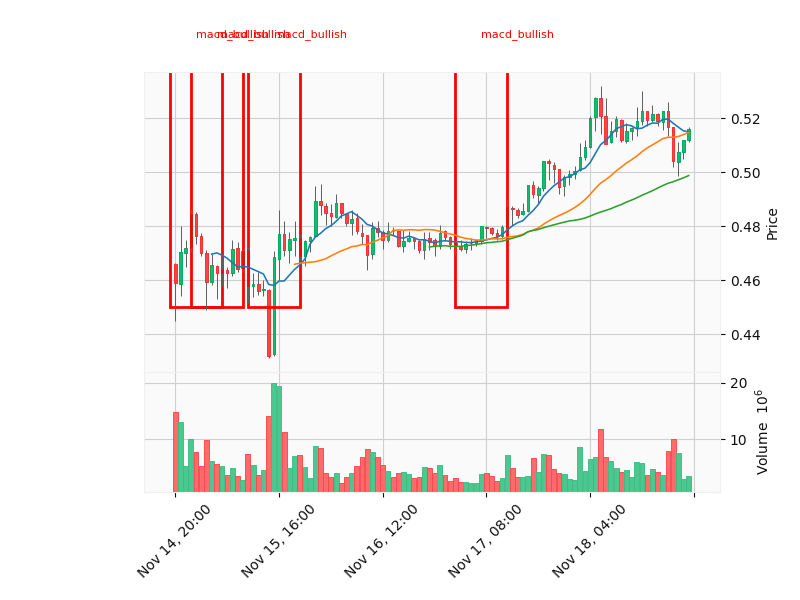 macd_bullish
macd_bullish
macd_bullish
macd_bullish
0.52
0.50
0.48
0.46
0.44
Price
20
10
Volume 10^6
Nov 14, 20:00
Nov 15, 16:00
Nov 16, 12:00
Nov 17, 08:00
Nov 18, 04:00